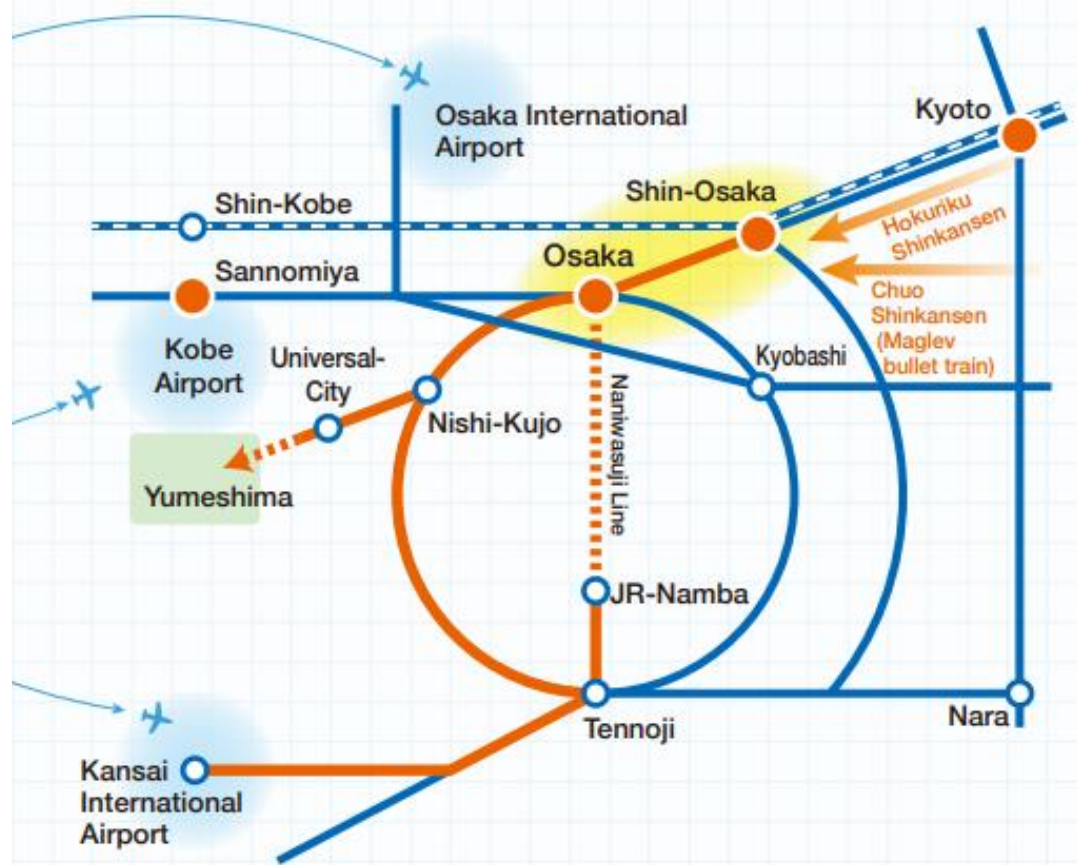 Osaka International
Airport
Kyoto
Shin-Kobe
Shin-Osaka
Hokuriku
Shinkansen
Sannomiya
Osaka
Chuo
Shinkansen
(Maglev
bullet train)
Kobe
Airport
Universal-
City
Kyobashi
Nishi-Kujo
Naniwasuji Line
Yumeshima
JR-Namba
Tennoji
Nara
Kansai
International
Airport